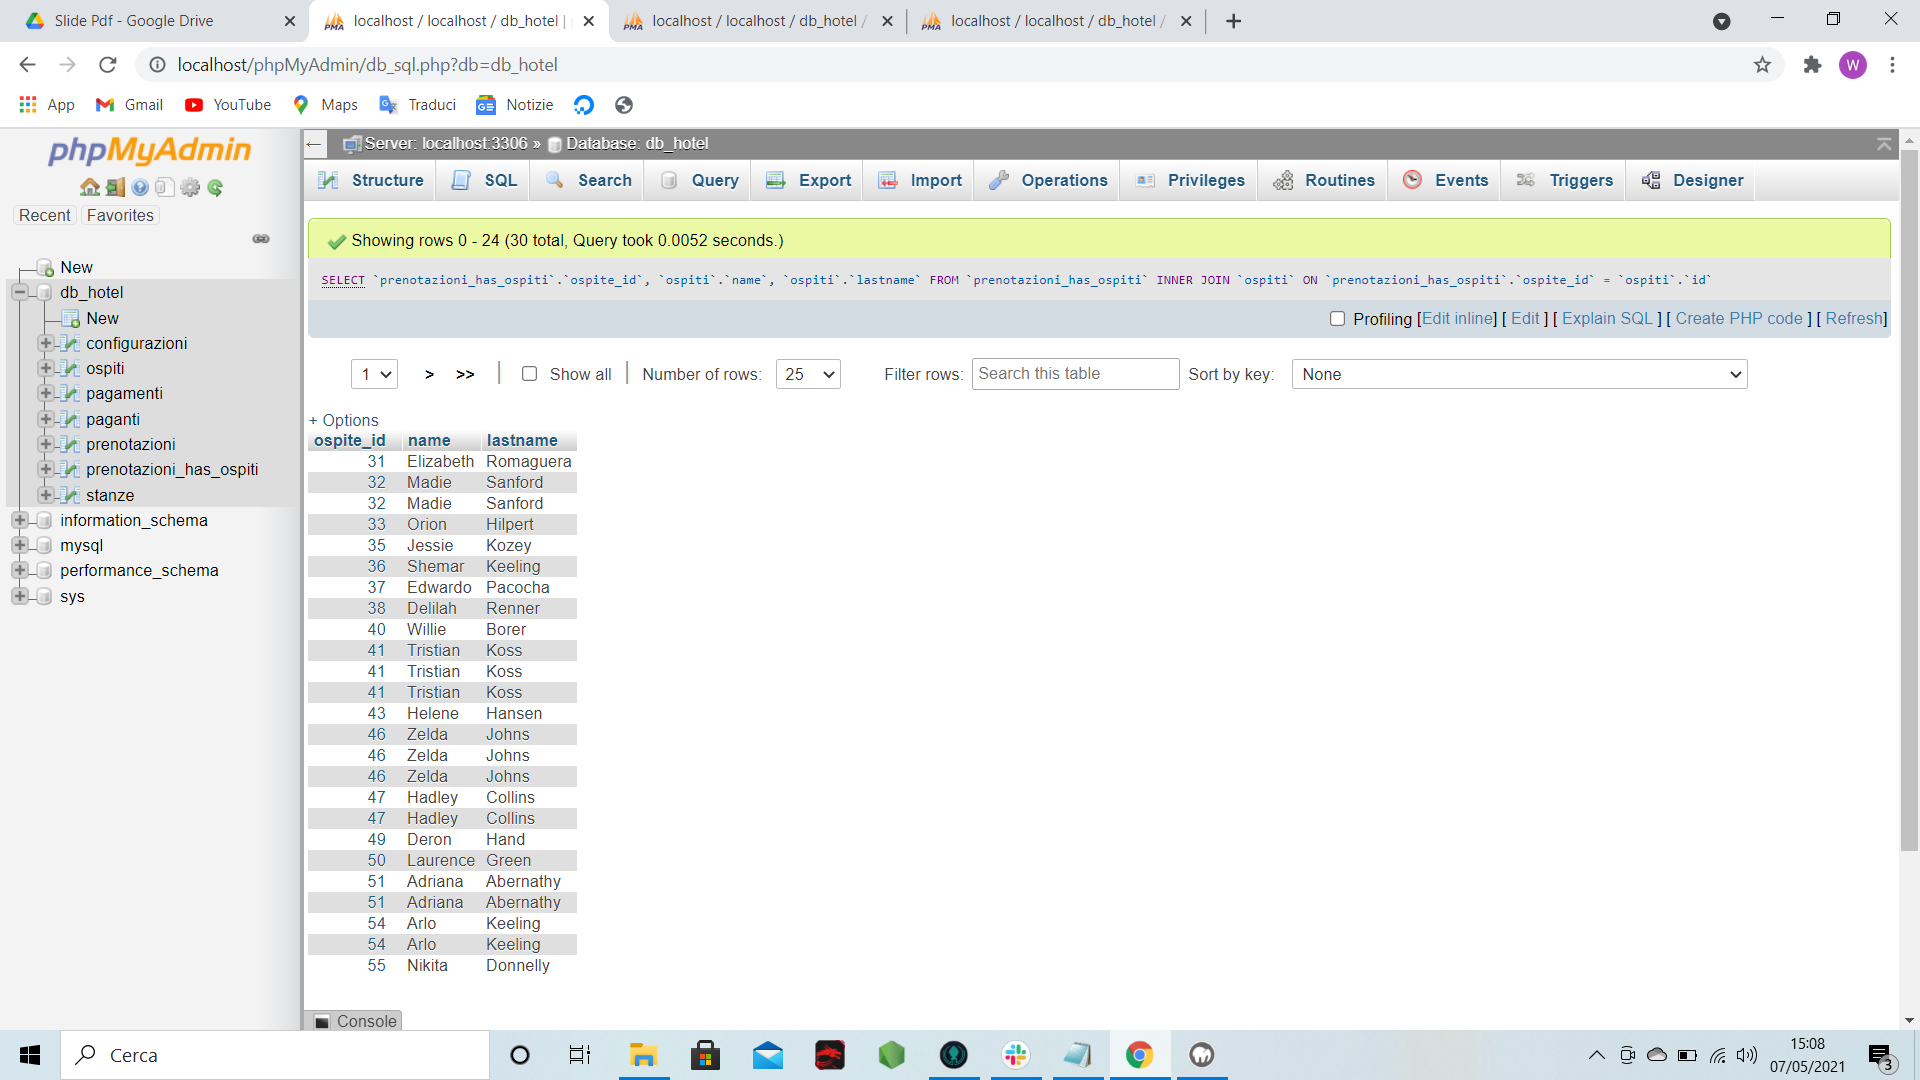 Slide Pdf - Google Drive
localhost / localhost / db_hotel |
localhost / localhost / db_hotel /
localhost / localhost / db_hotel /
localhost/phpMyAdmin/db_sql.php?db=db_hotel
W
App Gmail YouTube Maps Traduci Notizie
phpMyAdmin
Recent Favorites
New
db_hotel
New
configurazioni
ospiti
pagamenti
paganti
prenotazioni
prenotazioni_has_ospiti
stanze
information_schema
mysql
performance_schema
sys
Server: localhost:3306 » Database: db_hotel
Structure SQL Search Query Export Import Operations Privileges Routines Events Triggers Designer
Showing rows 0 - 24 (30 total, Query took 0.0052 seconds.)
SELECT `prenotazioni_has_ospiti`.`ospite_id`, `ospiti`.`name`, `ospiti`.`lastname` FROM `prenotazioni_has_ospiti` INNER JOIN `ospiti` ON `prenotazioni_has_ospiti`.`ospite_id` = `ospiti`.`id`
Profiling [Edit inline] [ Edit ] [ Explain SQL ] [ Create PHP code ] [ Refresh]
1 > >> | Show all | Number of rows: 25 Filter rows: Search this table Sort by key: None
+ Options
ospite_id name lastname
31 Elizabeth Romaguera
32 Madie Sanford
32 Madie Sanford
33 Orion Hilpert
35 Jessie Kozey
36 Shemar Keeling
37 Edwardo Pacocha
38 Delilah Renner
40 Willie Borer
41 Tristian Koss
41 Tristian Koss
41 Tristian Koss
43 Helene Hansen
46 Zelda Johns
46 Zelda Johns
46 Zelda Johns
47 Hadley Collins
47 Hadley Collins
49 Deron Hand
50 Laurence Green
51 Adriana Abernathy
51 Adriana Abernathy
54 Arlo Keeling
54 Arlo Keeling
55 Nikita Donnelly
Console
Cerca
15:08
07/05/2021
3